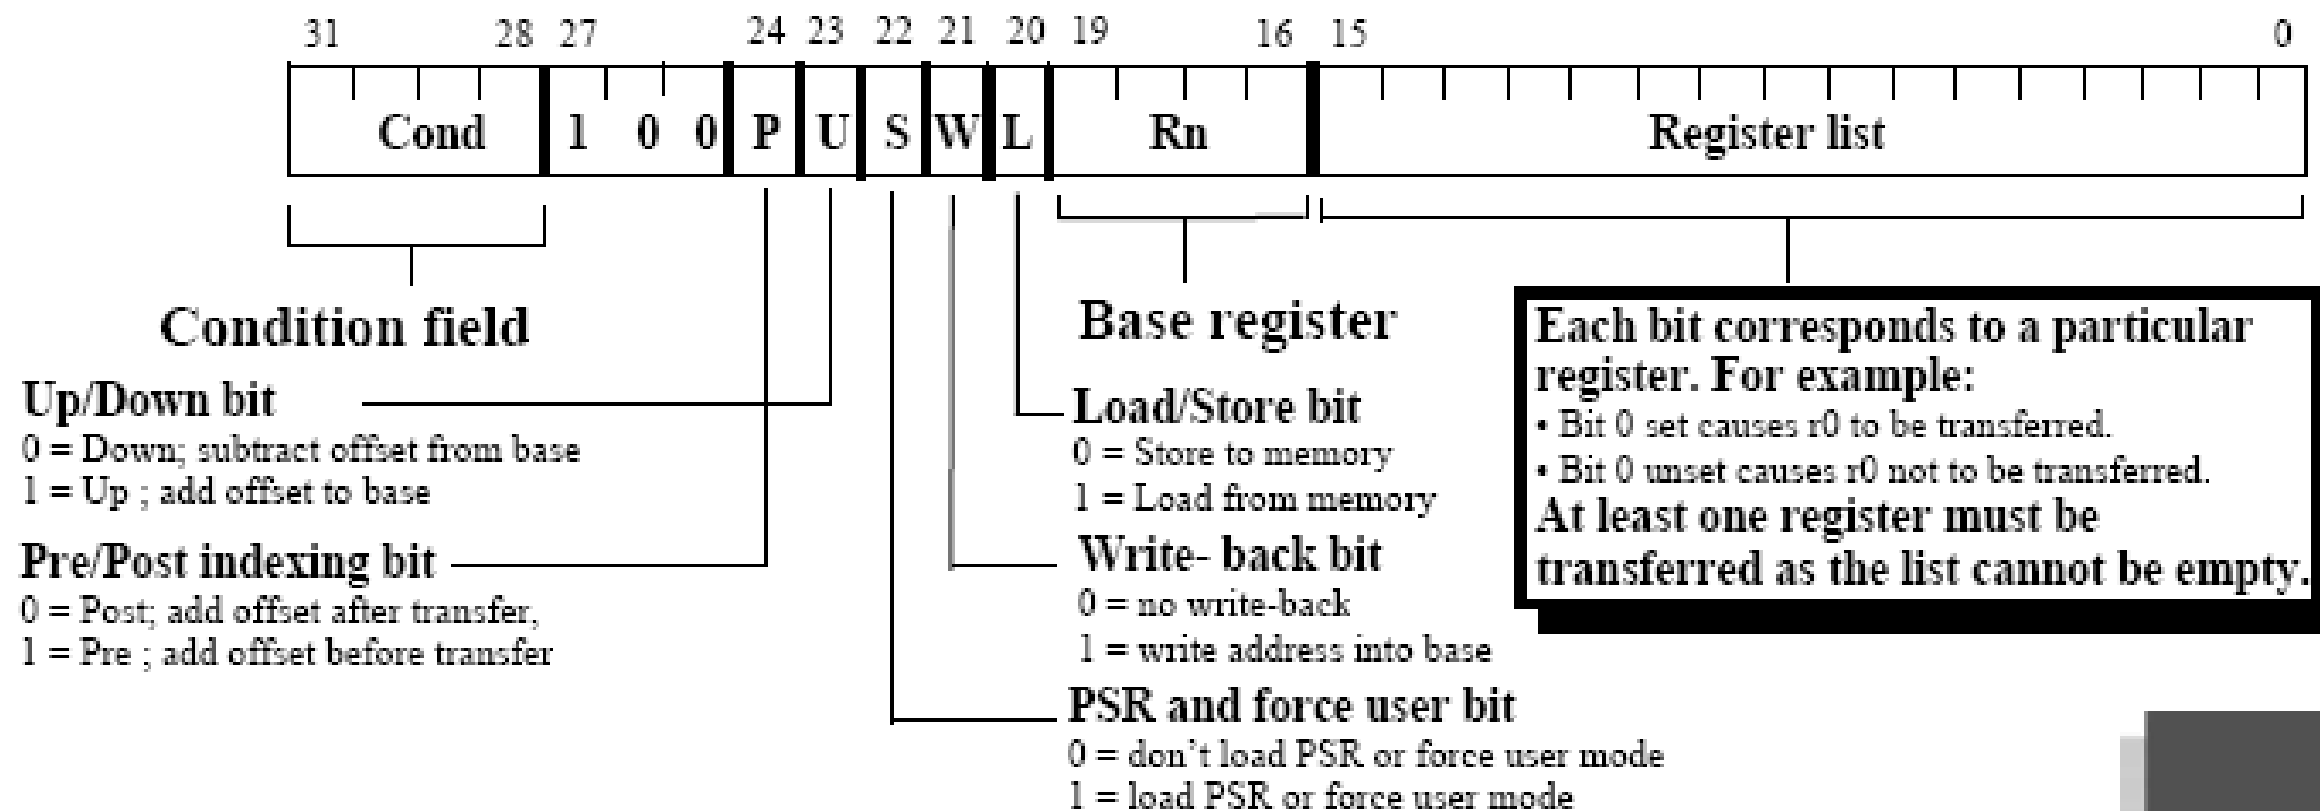 31 28 27 24 23 22 21 20 19 16 15 0
Cond 1 0 0 P U S W L Rn Register list
Condition field
Up/Down bit
0 = Down; subtract offset from base
1 = Up ; add offset to base
Pre/Post indexing bit
0 = Post; add offset after transfer,
1 = Pre ; add offset before transfer
Base register
Load/Store bit
0 = Store to memory
1 = Load from memory
Write- back bit
0 = no write-back
1 = write address into base
PSR and force user bit
0 = don't load PSR or force user mode
1 = load PSR or force user mode
Each bit corresponds to a particular
register. For example:
• Bit 0 set causes r0 to be transferred.
• Bit 0 unset causes r0 not to be transferred.
At least one register must be
transferred as the list cannot be empty.